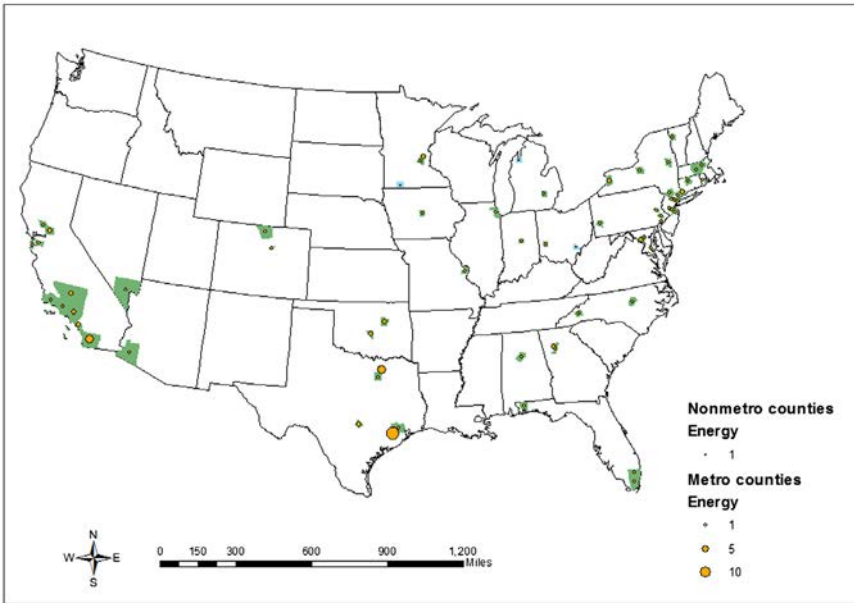 Nonmetro counties
Energy
1
Metro counties
Energy
1
5
10
N
W E
S
0 150 300 600 900 1,200
Miles